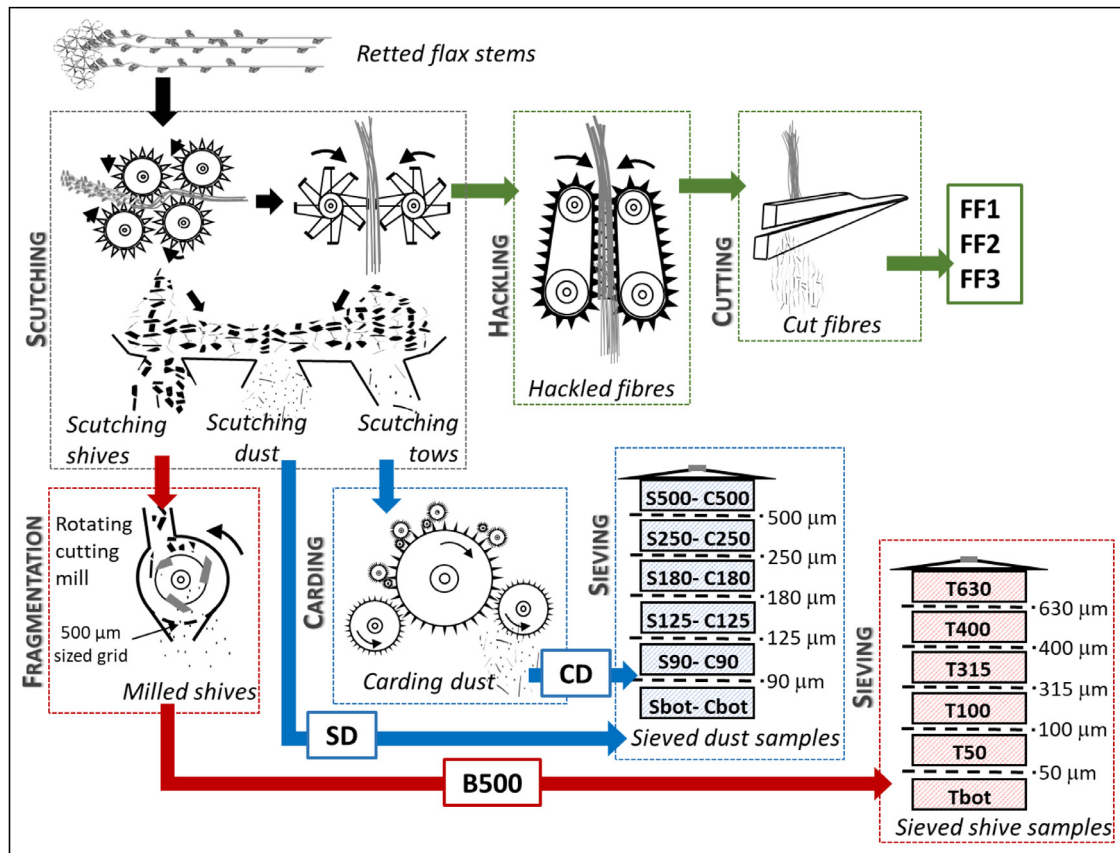 Retted flax stems
SCUTCHING
Scutching
shives
Scutching
dust
Scutching
tows
HACKLING
Hackled fibres
CUTTING
Cut fibres
FF1
FF2
FF3
FRAGMENTATION
Rotating
cutting
mill
500 μm
sized grid
Milled shives
CARDING
Carding dust
CD
SD
B500
SIEVING
S500- C500
500 μm
S250- C250
250 μm
S180- C180
180 μm
S125- C125
125 μm
S90- C90
90 μm
Sbot- Cbot
Sieved dust samples
SIEVING
T630
630 μm
T400
400 μm
T315
315 μm
T100
100 μm
T50
50 μm
Tbot
Sieved shive samples